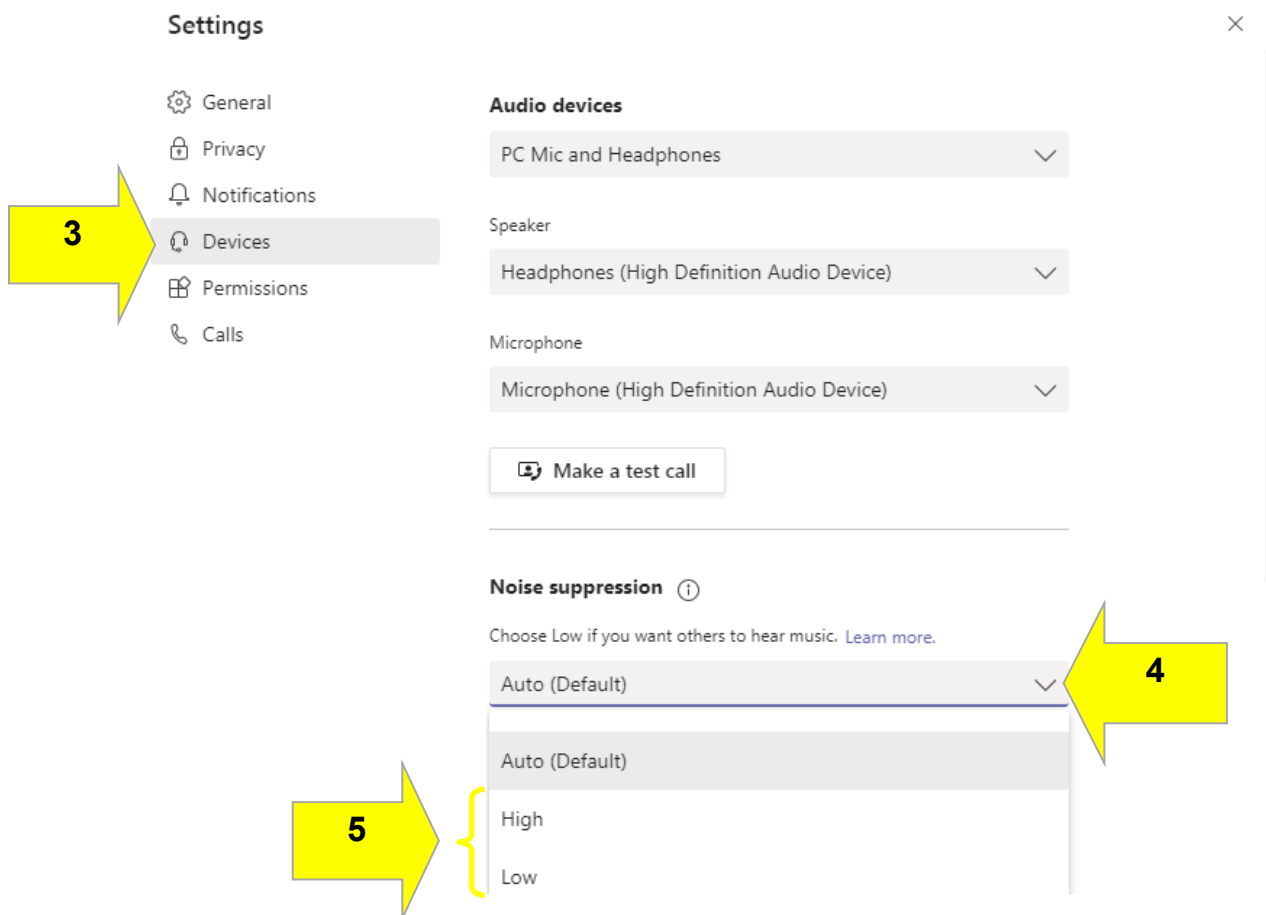 Settings
General
Privacy
Notifications
3
Devices
Permissions
Calls
Audio devices
PC Mic and Headphones
Speaker
Headphones (High Definition Audio Device)
Microphone
Microphone (High Definition Audio Device)
Make a test call
Noise suppression
Choose Low if you want others to hear music. Learn more.
Auto (Default)
4
Auto (Default)
5
High
Low